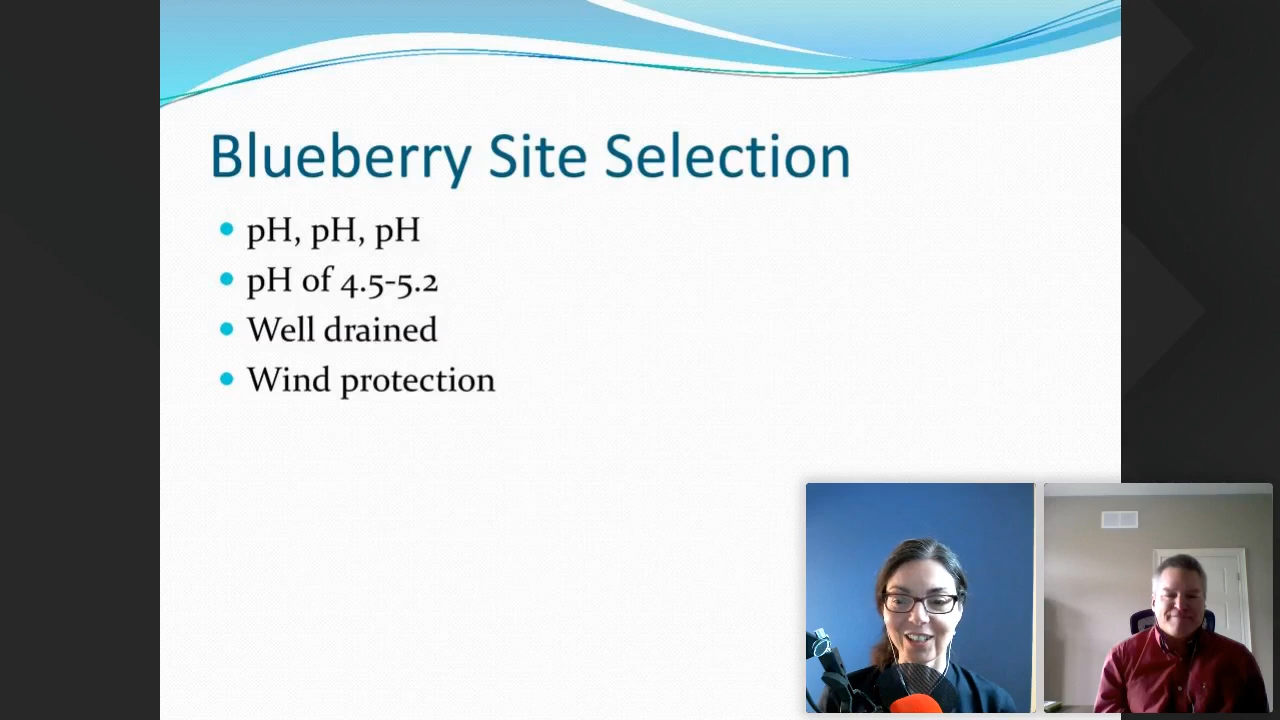 Blueberry Site Selection
pH, pH, pH
pH of 4.5-5.2
Well drained
Wind protection